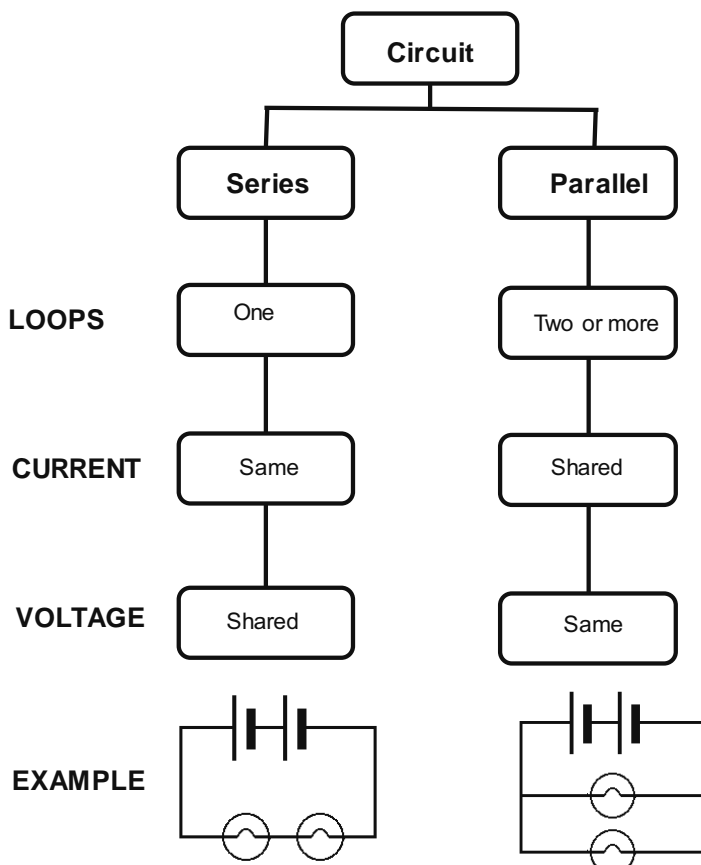 Circuit
Series
Parallel
LOOPS
One
Two or more
CURRENT
Same
Shared
VOLTAGE
Shared
Same
EXAMPLE